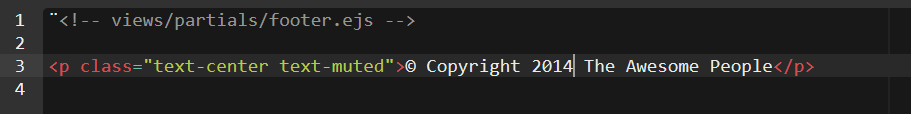 1 ¨<!-- views/partials/footer.ejs -->
2
3 <p class="text-center text-muted">© Copyright 2014 The Awesome People</p>
4